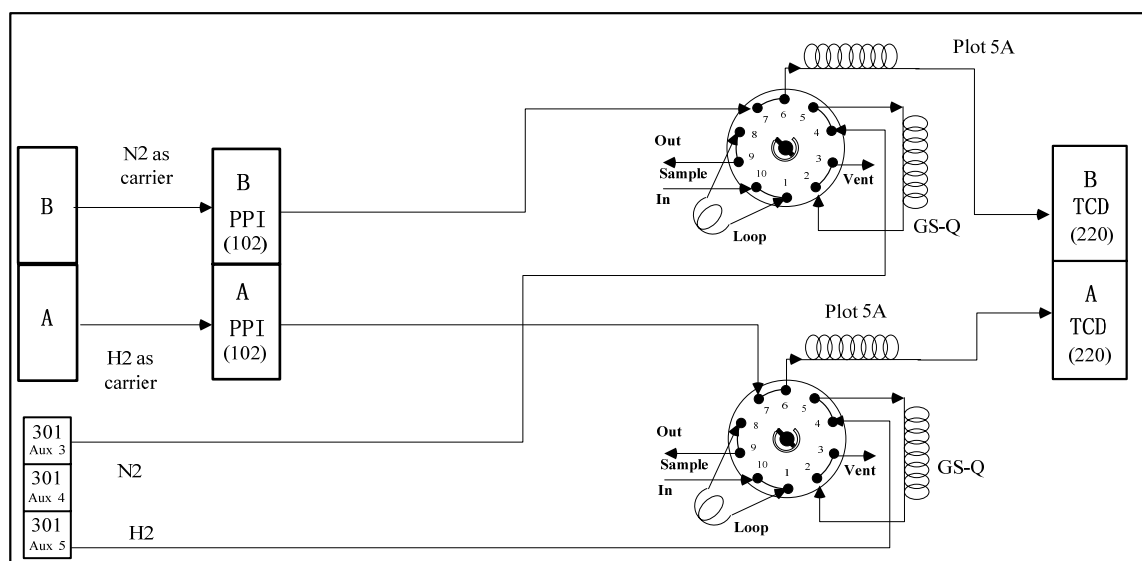 Plot 5A
7
6
5
8
4
9
3
10
1
2
Out
Sample
In
Vent
Loop
GS-Q
N2 as
carrier
B
B
PPI
(102)
B
TCD
(220)
A
A
PPI
(102)
A
TCD
(220)
H2 as
carrier
Plot 5A
7
6
5
8
4
9
3
10
1
2
Out
Sample
In
Vent
Loop
GS-Q
301
Aux 3
N2
301
Aux 4
301
Aux 5
H2